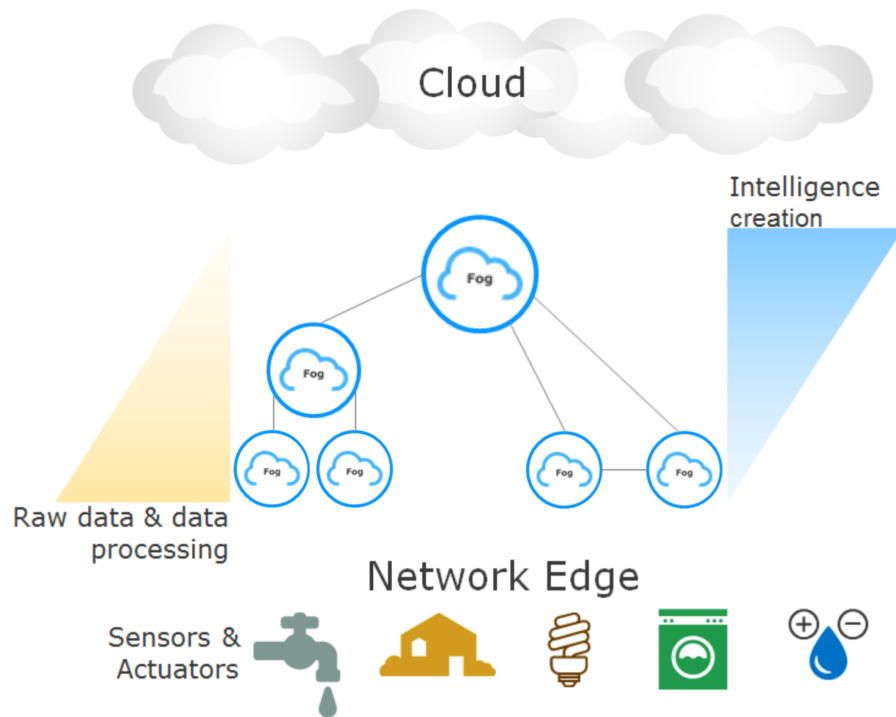 Cloud
Intelligence
creation
Fog
Fog
Fog
Fog
Fog
Fog
Raw data & data
processing
Network Edge
Sensors &
Actuators